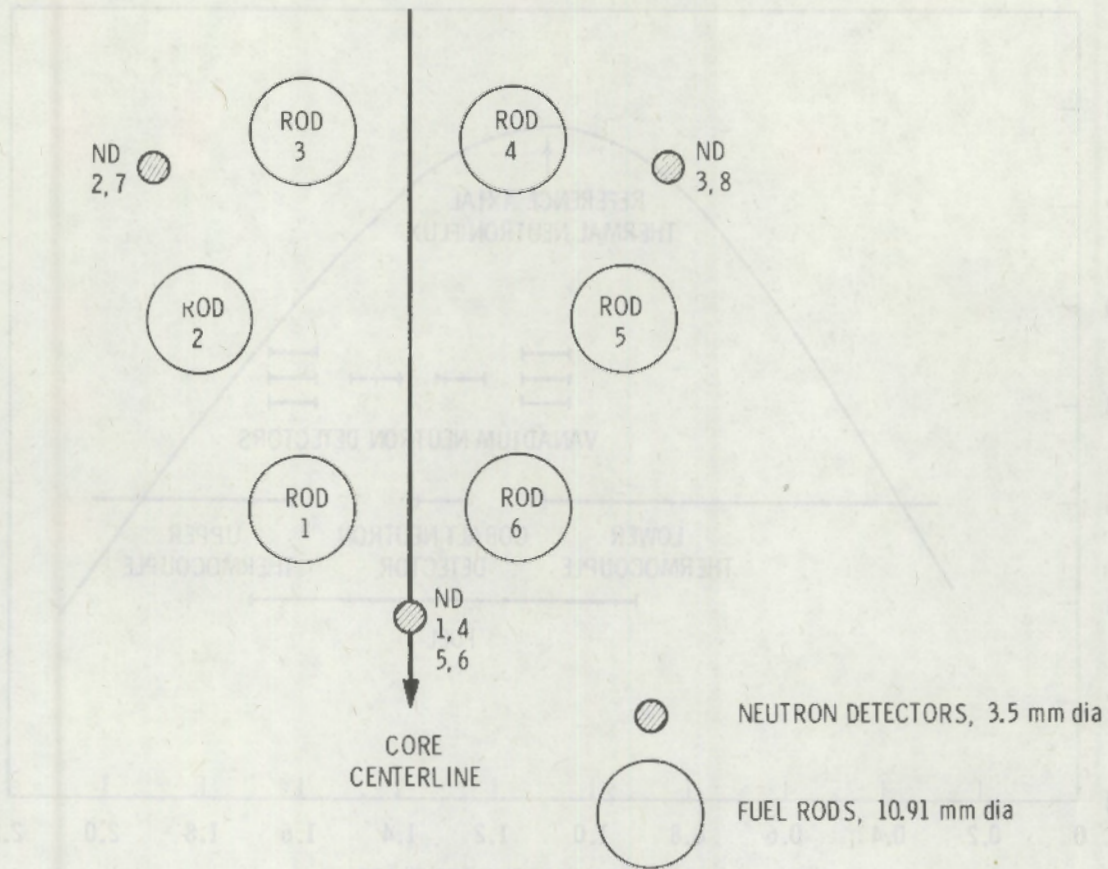 ROD
3
ROD
4
ND
2, 7
ND
3, 8
ROD
2
ROD
5
ROD
1
ROD
6
ND
1, 4
5, 6
CORE
CENTERLINE
NEUTRON DETECTORS, 3.5 mm dia
FUEL RODS, 10.91 mm dia